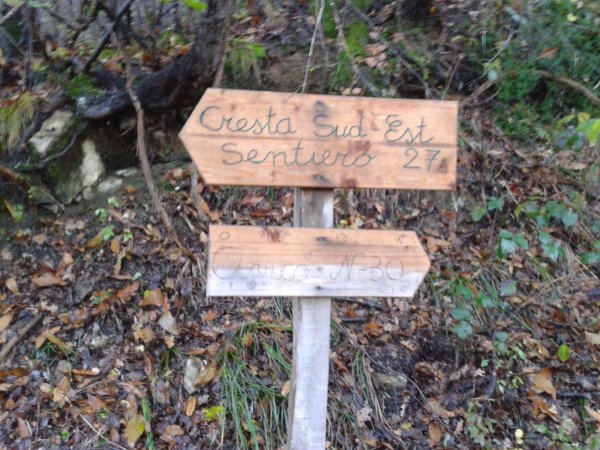 Cresta Sud-Est
Sentiero 27
N-30